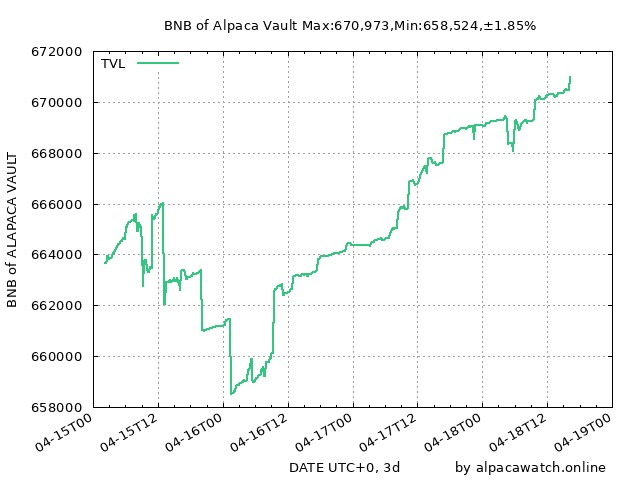 BNB of Alpaca Vault Max:670,973,Min:658,524,±1.85%
672000
TVL
670000
668000
666000
664000
662000
660000
658000
BNB of ALAPACA VAULT
04-15T00
04-15T12
04-16T00
04-16T12
04-17T00
04-17T12
04-18T00
04-18T12
04-19T00
DATE UTC+0, 3d
by alpacawatch.online